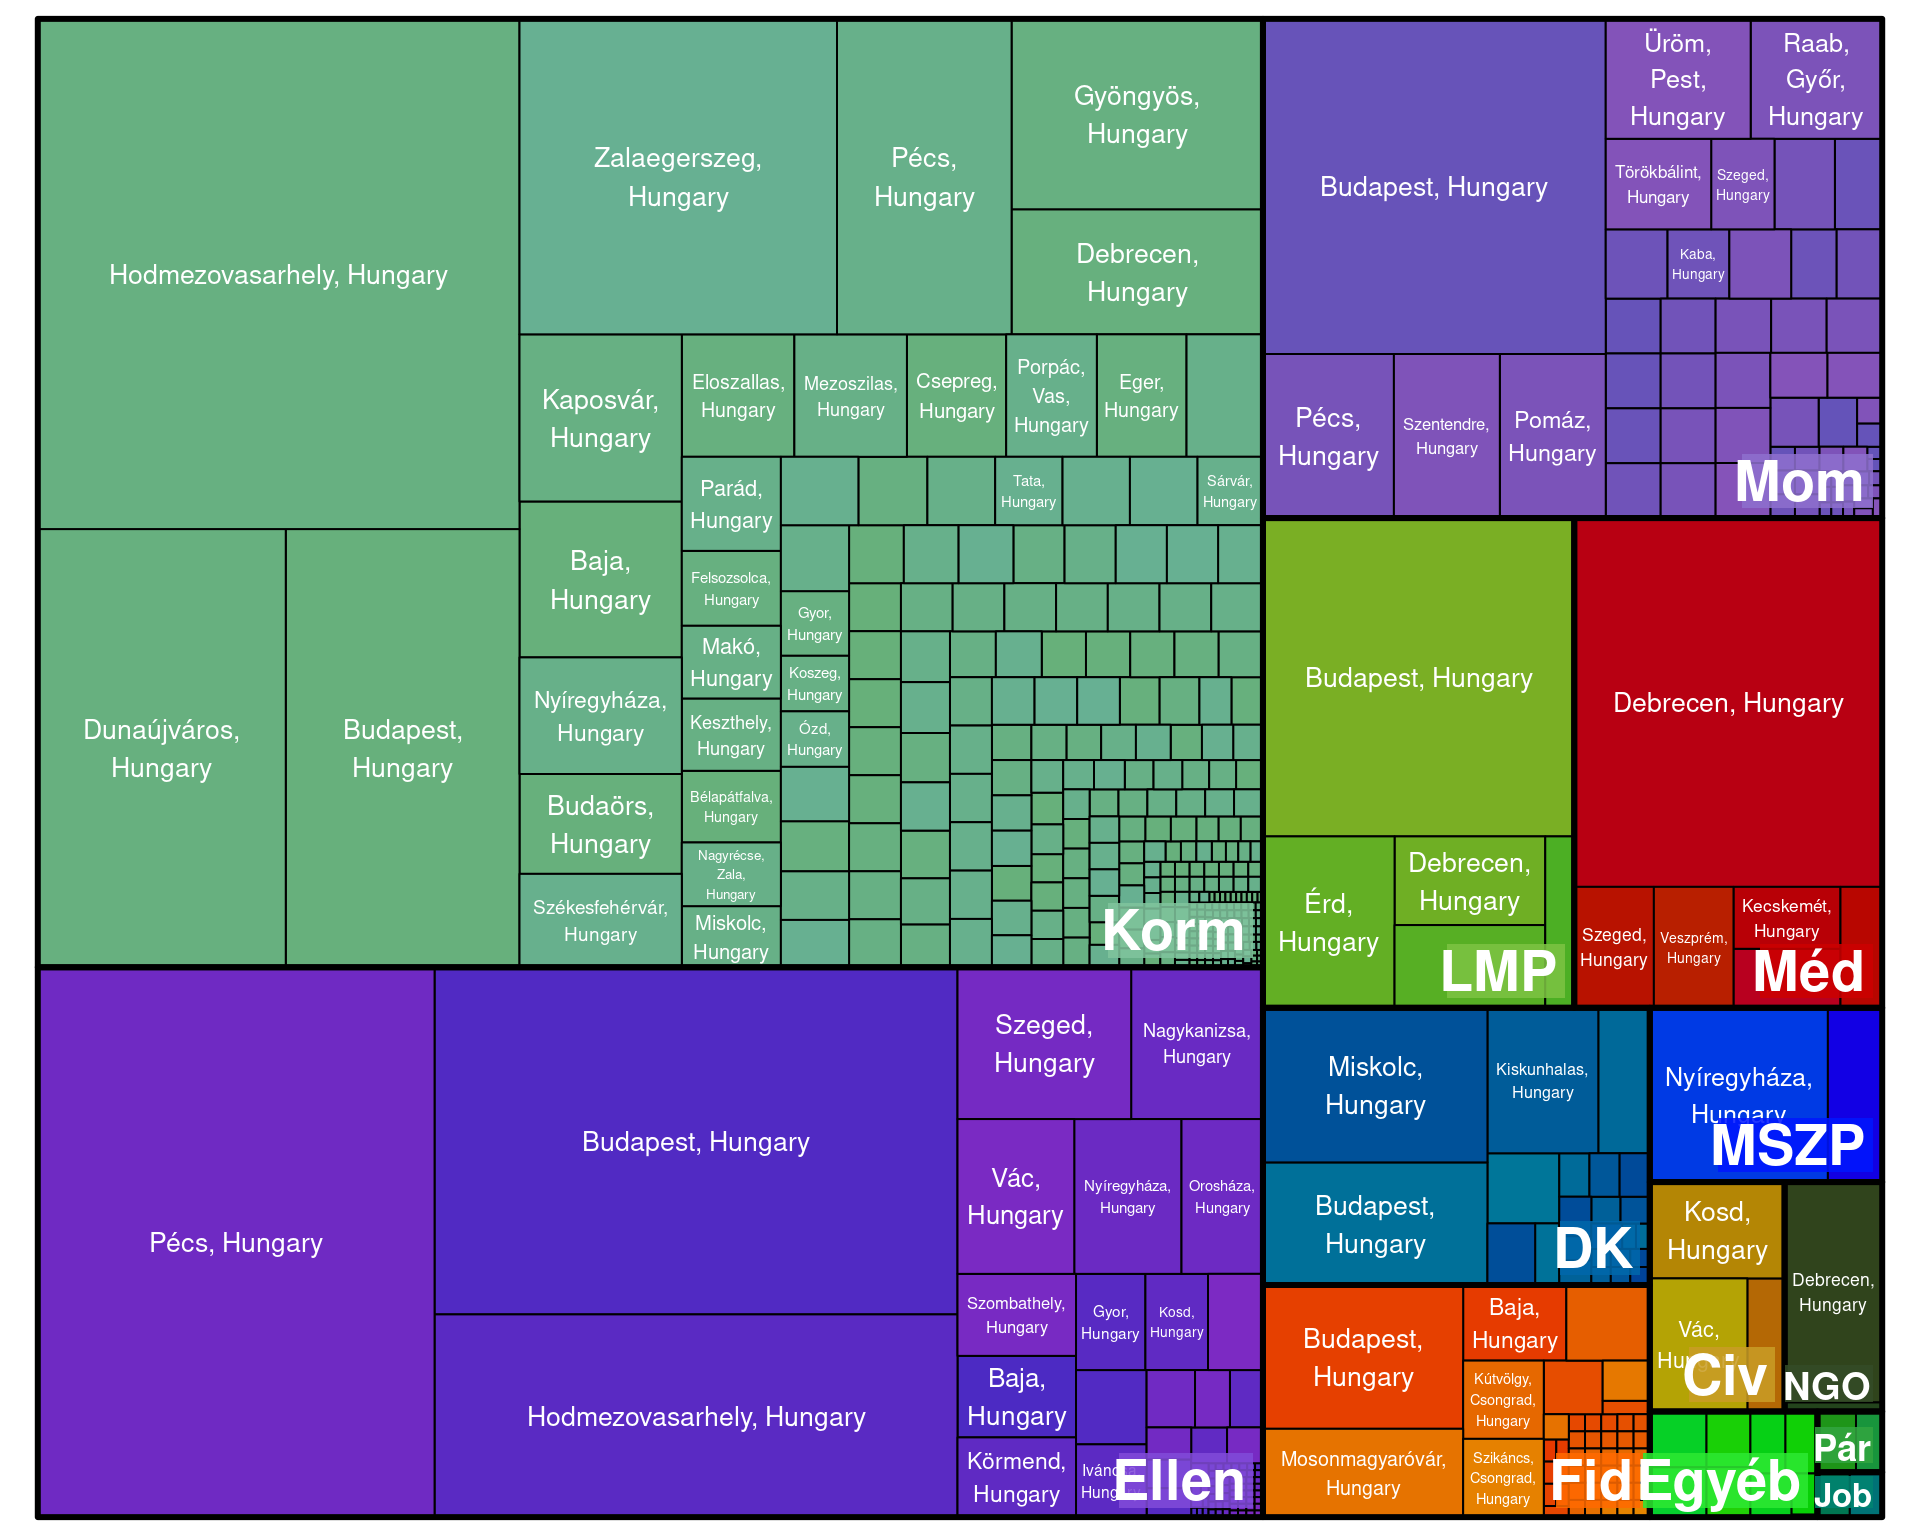 Hodmezovasarhely, Hungary
Zalaegerszeg,
Hungary
Pécs,
Hungary
Gyöngyös,
Hungary
Debrecen,
Hungary
Dunaújváros,
Hungary
Budapest,
Hungary
Kaposvár,
Hungary
Baja,
Hungary
Nyíregyháza,
Hungary
Budaörs,
Hungary
Székesfehérvár,
Hungary
Eloszallas,
Hungary
Mezoszilas,
Hungary
Csepreg,
Hungary
Porpác,
Vas,
Hungary
Eger,
Hungary
Parád,
Hungary
Felsozsolca,
Hungary
Makó,
Hungary
Keszthely,
Hungary
Bélapátfalva,
Hungary
Nagyrécse,
Zala,
Hungary
Miskolc,
Hungary
Tata,
Hungary
Sárvár,
Hungary
Gyor,
Hungary
Koszeg,
Hungary
Ózd,
Hungary
Korm
Budapest, Hungary
Üröm,
Pest,
Hungary
Raab,
Győr,
Hungary
Törökbálint,
Hungary
Szeged,
Hungary
Kaba,
Hungary
Pécs,
Hungary
Szentendre,
Hungary
Pomáz,
Hungary
Mom
Budapest, Hungary
Érd,
Hungary
Debrecen,
Hungary
LMP
Debrecen, Hungary
Szeged,
Hungary
Veszprém,
Hungary
Kecskemét,
Hungary
Méd
Pécs, Hungary
Budapest, Hungary
Hodmezovasarhely, Hungary
Szeged,
Hungary
Nagykanizsa,
Hungary
Vác,
Hungary
Nyíregyháza,
Hungary
Orosháza,
Hungary
Szombathely,
Hungary
Gyor,
Hungary
Kosd,
Hungary
Baja,
Hungary
Körmend,
Hungary
Ellen
Miskolc,
Hungary
Kiskunhalas,
Hungary
Budapest,
Hungary
DK
Nyíregyháza,
Hungary
MSZP
Kosd,
Hungary
Vác,
Civ
Debrecen,
Hungary
NGO
Budapest,
Hungary
Baja,
Hungary
Kútvölgy,
Csongrad,
Hungary
Mosonmagyaróvár,
Hungary
Szikáncs,
Csongrad,
Hungary
Fid
Egyéb
Pár
Job